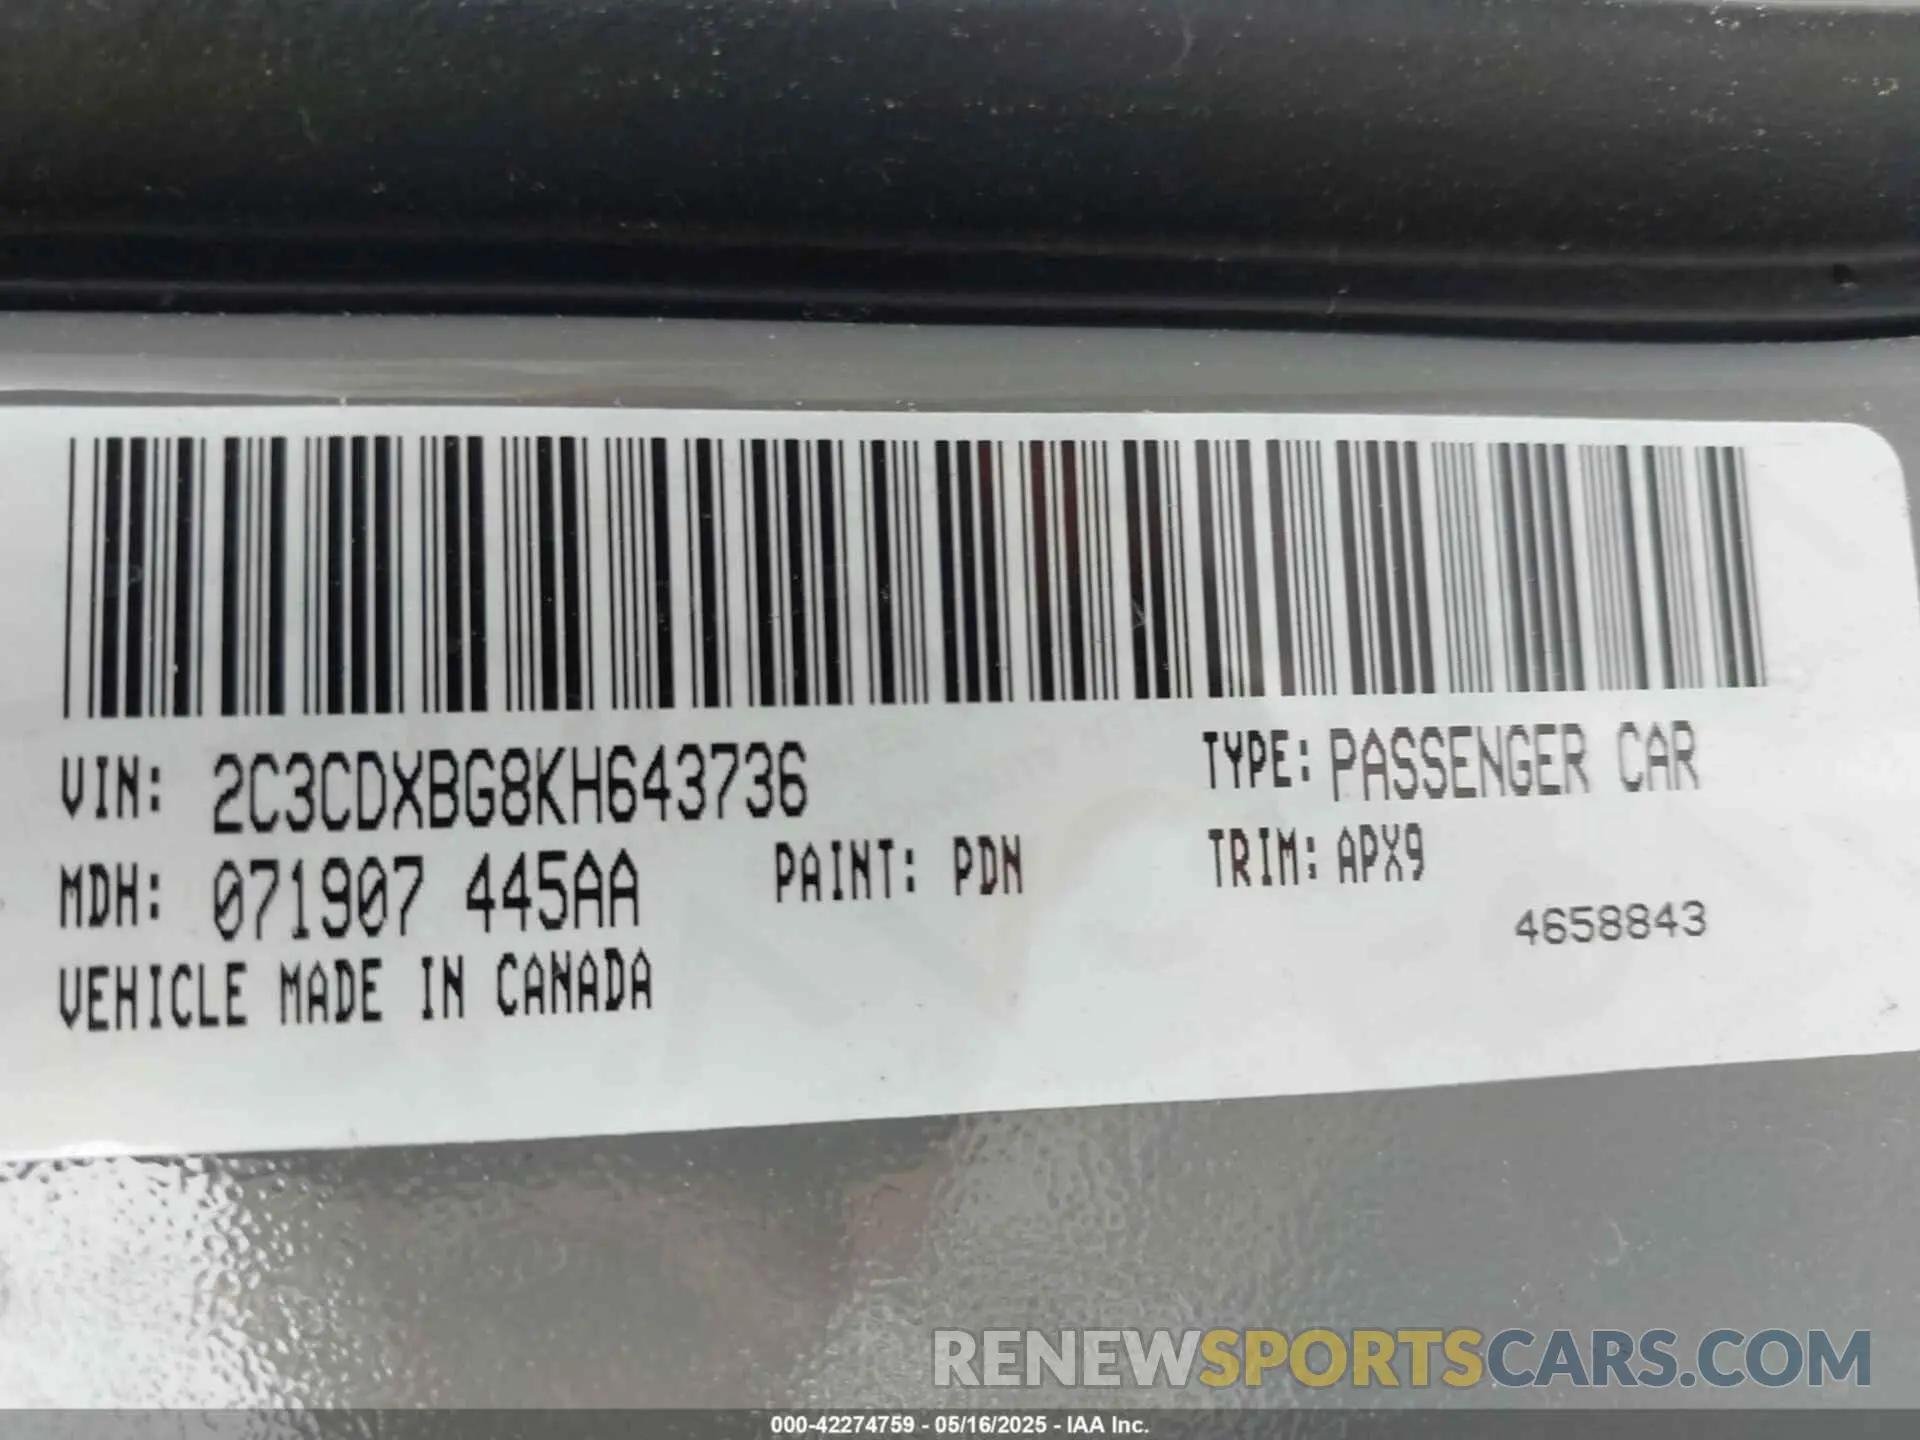 VIN: 2C3CDXBG8KH643736 TYPE: PASSENGER CAR
MDH: 071907 445AA PAINT: PDN TRIM: APX9
4658843
VEHICLE MADE IN CANADA
RENEWSPORTSCARS.COM
000-42274759 - 05/16/2025 - IAA Inc.